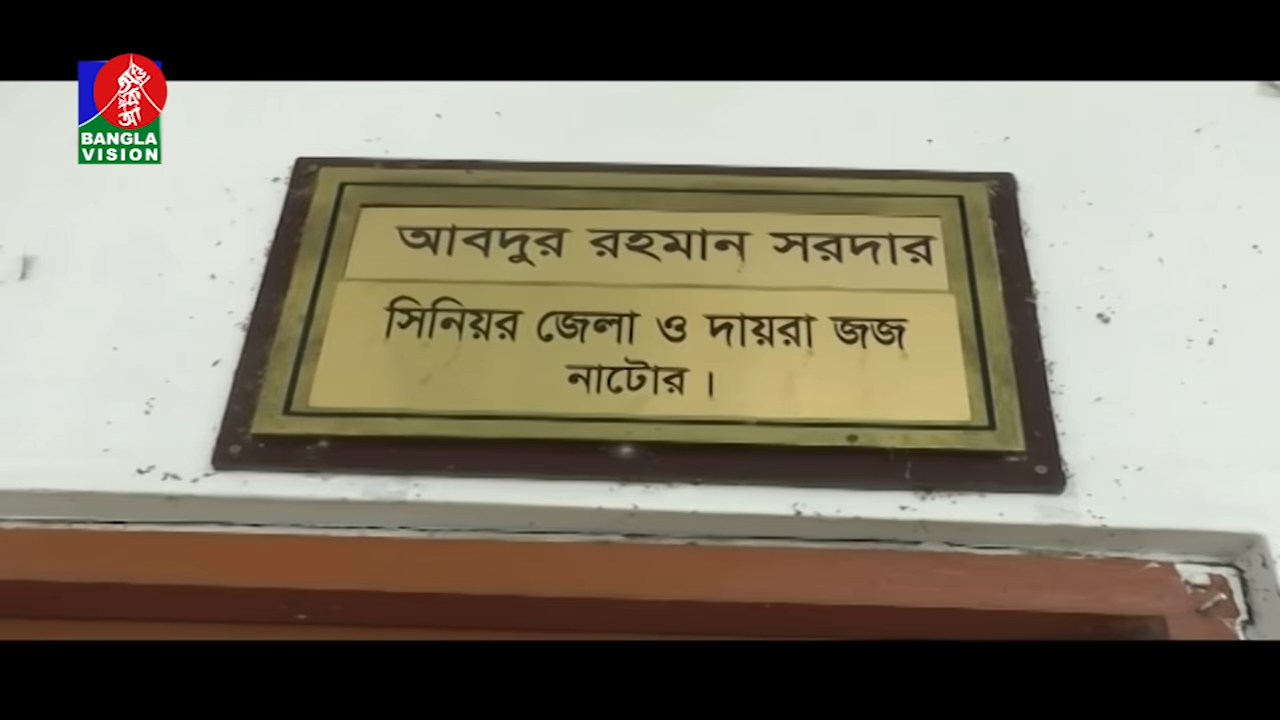 BANGLA
VISION
আবদুর রহমান সরদার
সিনিয়র জেলা ও দায়রা জজ
নাটোর।